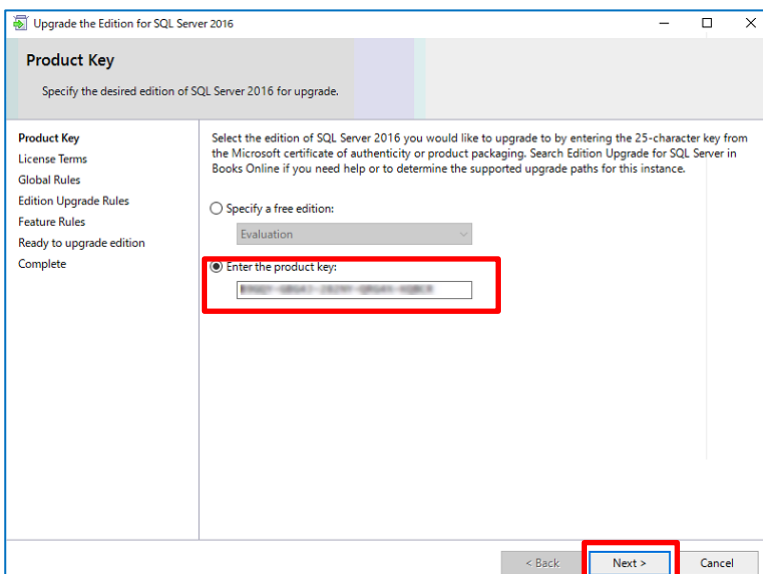 Upgrade the Edition for SQL Server 2016
Product Key
Specify the desired edition of SQL Server 2016 for upgrade.
Product Key
License Terms
Global Rules
Edition Upgrade Rules
Feature Rules
Ready to upgrade edition
Complete
Select the edition of SQL Server 2016 you would like to upgrade to by entering the 25-character key from
the Microsoft certificate of authenticity or product packaging. Search Edition Upgrade for SQL Server in
Books Online if you need help or to determine the supported upgrade paths for this instance.
Specify a free edition:
Evaluation
Enter the product key:
< Back
Next >
Cancel